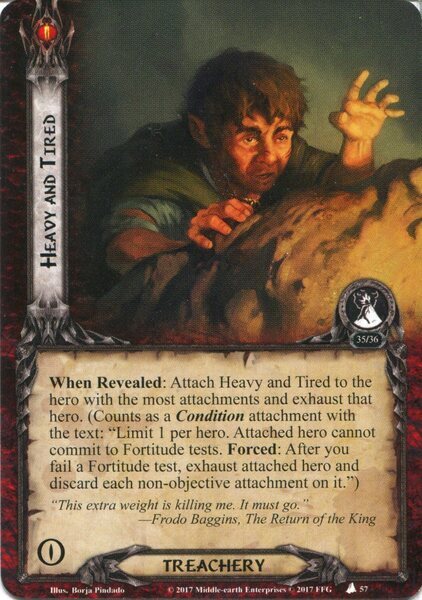 HEAVY AND TIRED
35/36
When Revealed: Attach Heavy and Tired to the
hero with the most attachments and exhaust that
hero. (Counts as a Condition attachment with
the text: “Limit 1 per hero. Attached hero cannot
commit to Fortitude tests. Forced: After you
fail a Fortitude test, exhaust attached hero and
discard each non-objective attachment on it.”)
“This extra weight is killing me. It must go.”
—Frodo Baggins, The Return of the King
TREACHERY
Illus. Borja Pindado
© 2017 Middle-earth Enterprises © 2017 FFG
57